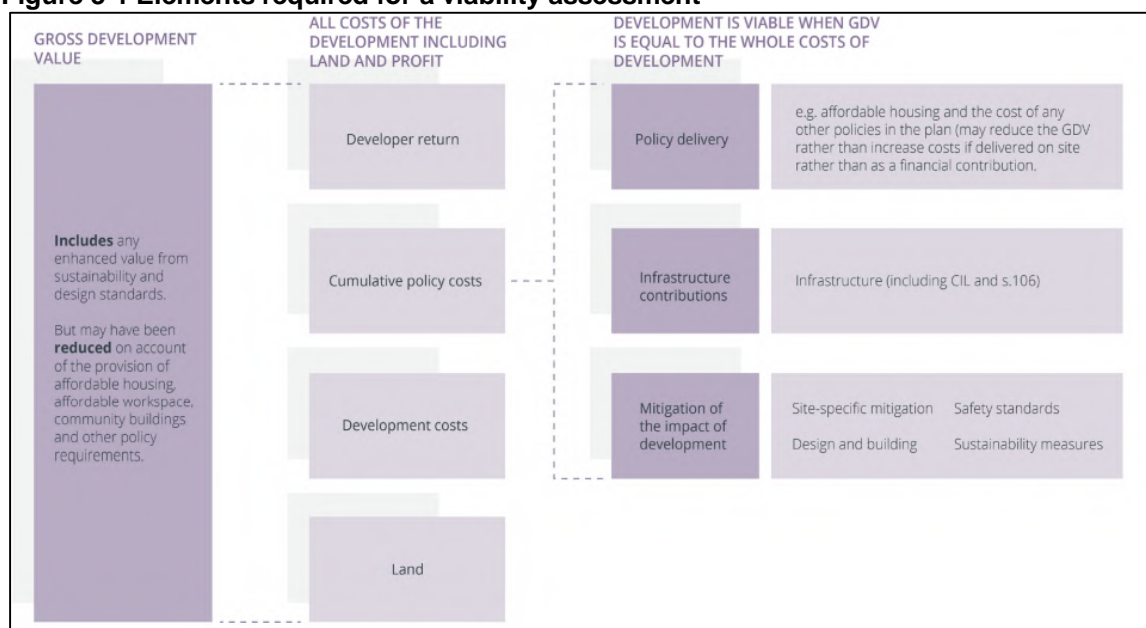 Figure 3-1 Elements required for a viability assessment
GROSS DEVELOPMENT
VALUE
ALL COSTS OF THE
DEVELOPMENT INCLUDING
LAND AND PROFIT
DEVELOPMENT IS VIABLE WHEN GDV
IS EQUAL TO THE WHOLE COSTS OF
DEVELOPMENT
Includes any
enhanced value from
sustainability and
design standards.
But may have been
reduced on account
of the provision of
affordable housing,
affordable workspace,
community buildings
and other policy
requirements.
Developer return
Cumulative policy costs
Development costs
Land
Policy delivery
e.g. affordable housing and the cost of any
other policies in the plan (may reduce the GDV
rather than increase costs if delivered on site
rather than as a financial contribution.
Infrastructure
contributions
Infrastructure (including CIL and s.106)
Mitigation of
the impact of
development
Site-specific mitigation
Safety standards
Design and building
Sustainability measures